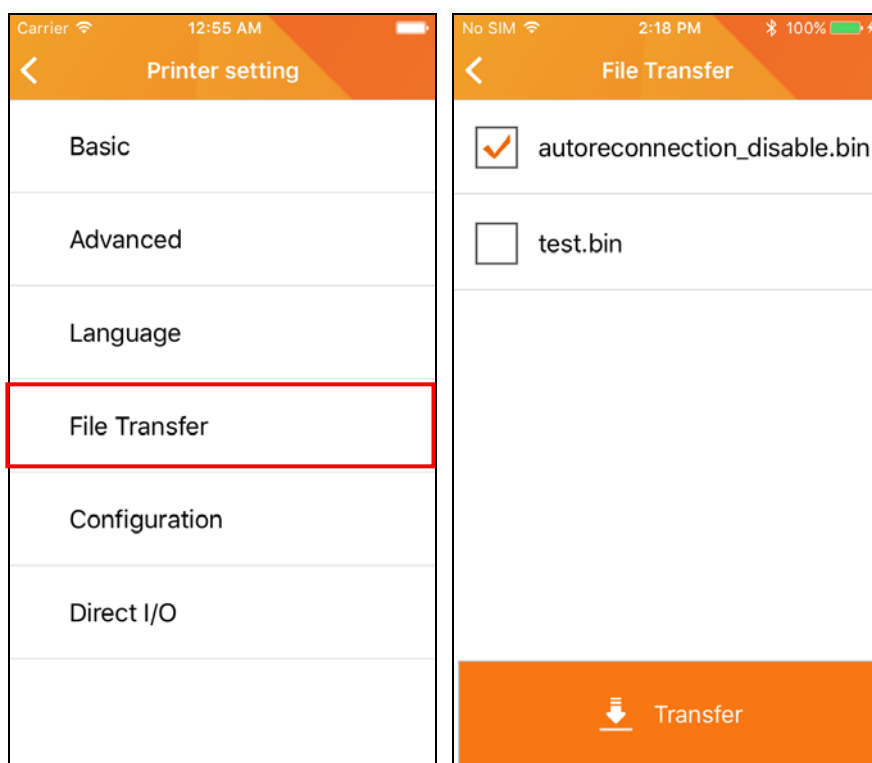 Carrier 12:55 AM
Printer setting
Basic
Advanced
Language
File Transfer
Configuration
Direct I/O
No SIM 2:18 PM 100%
File Transfer
autoreconnection_disable.bin
test.bin
Transfer